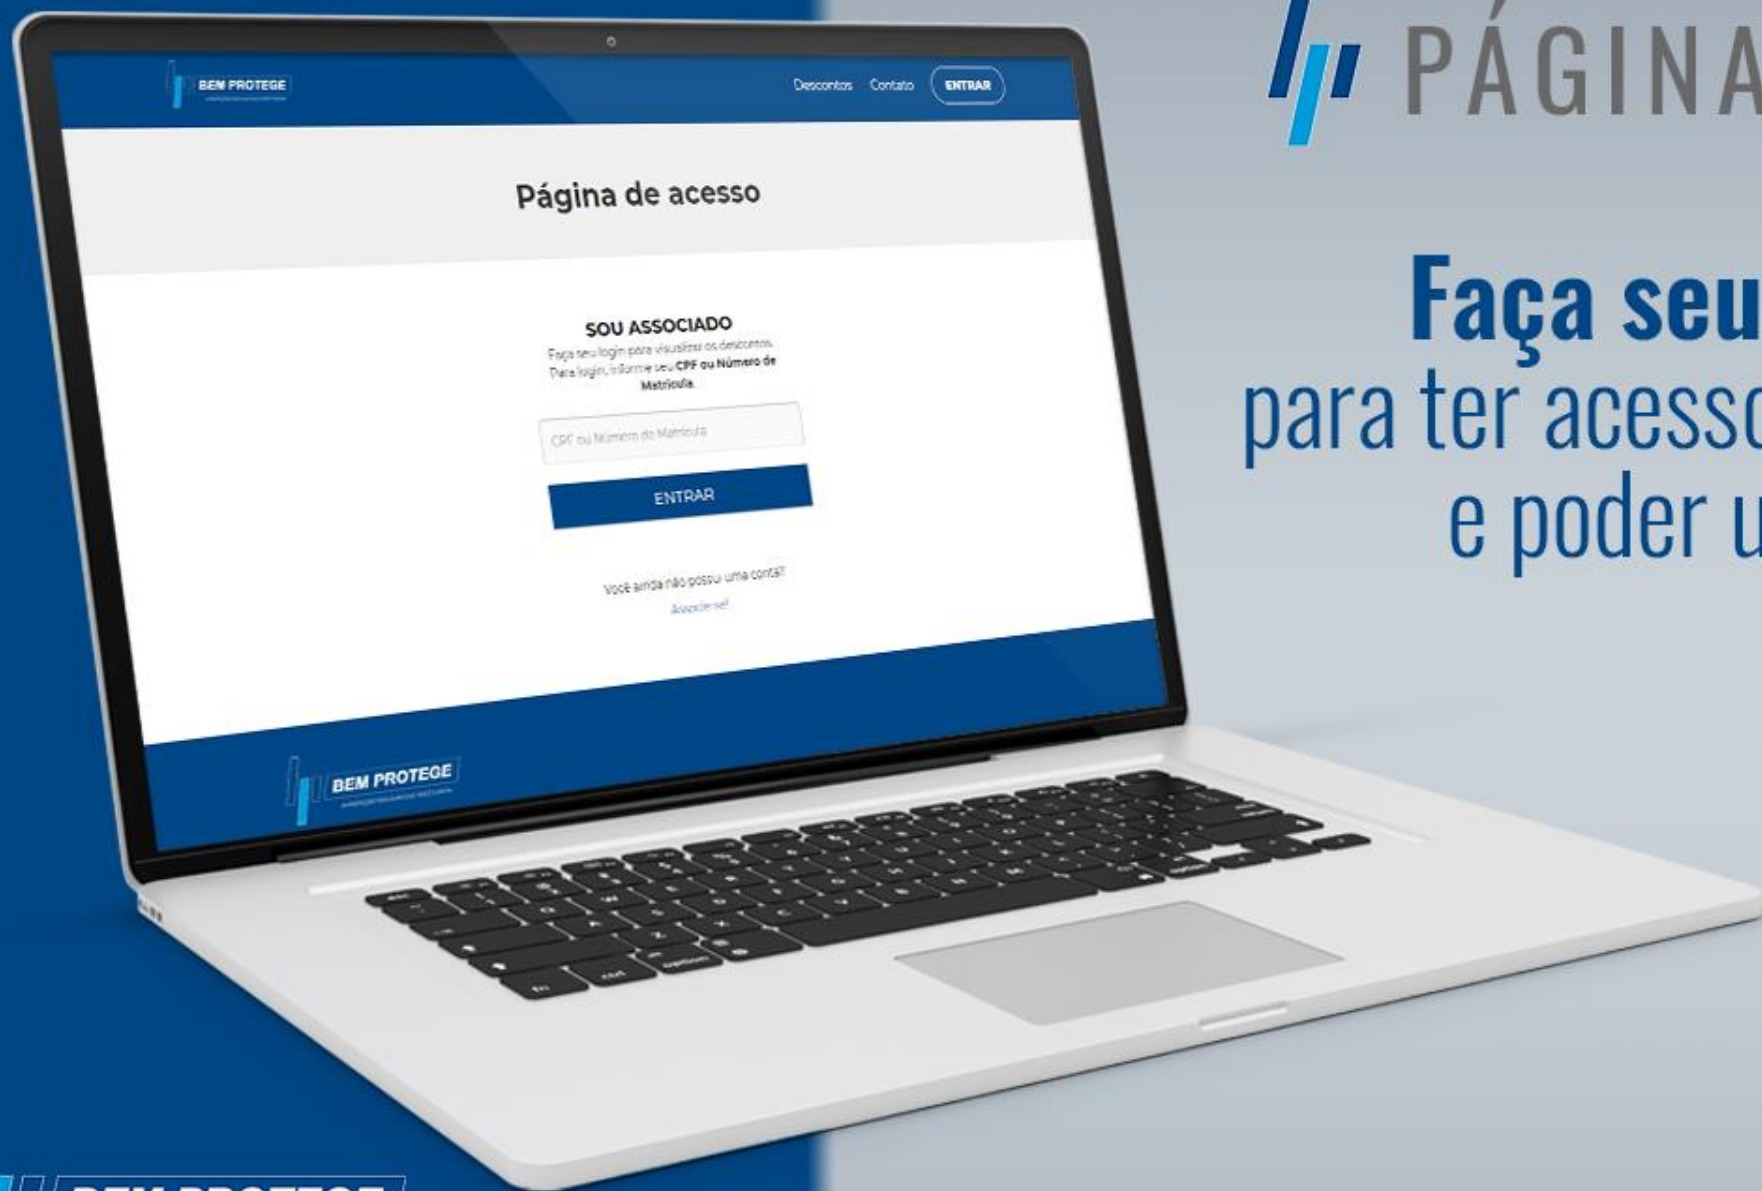 BEM PROTEGE
Descontos Contato ENTRAR
Página de acesso
SOU ASSOCIADO
Faça seu login para visualizar os descontos.
Para login, informe seu CPF ou Número de
Matrícula.
CPF ou Número de Matrícula
ENTRAR
Você ainda não possui uma conta?
Associe-se!
BEM PROTEGE
PÁGINA
Faça seu
para ter acesso
e poder u
BEM PROTEGE